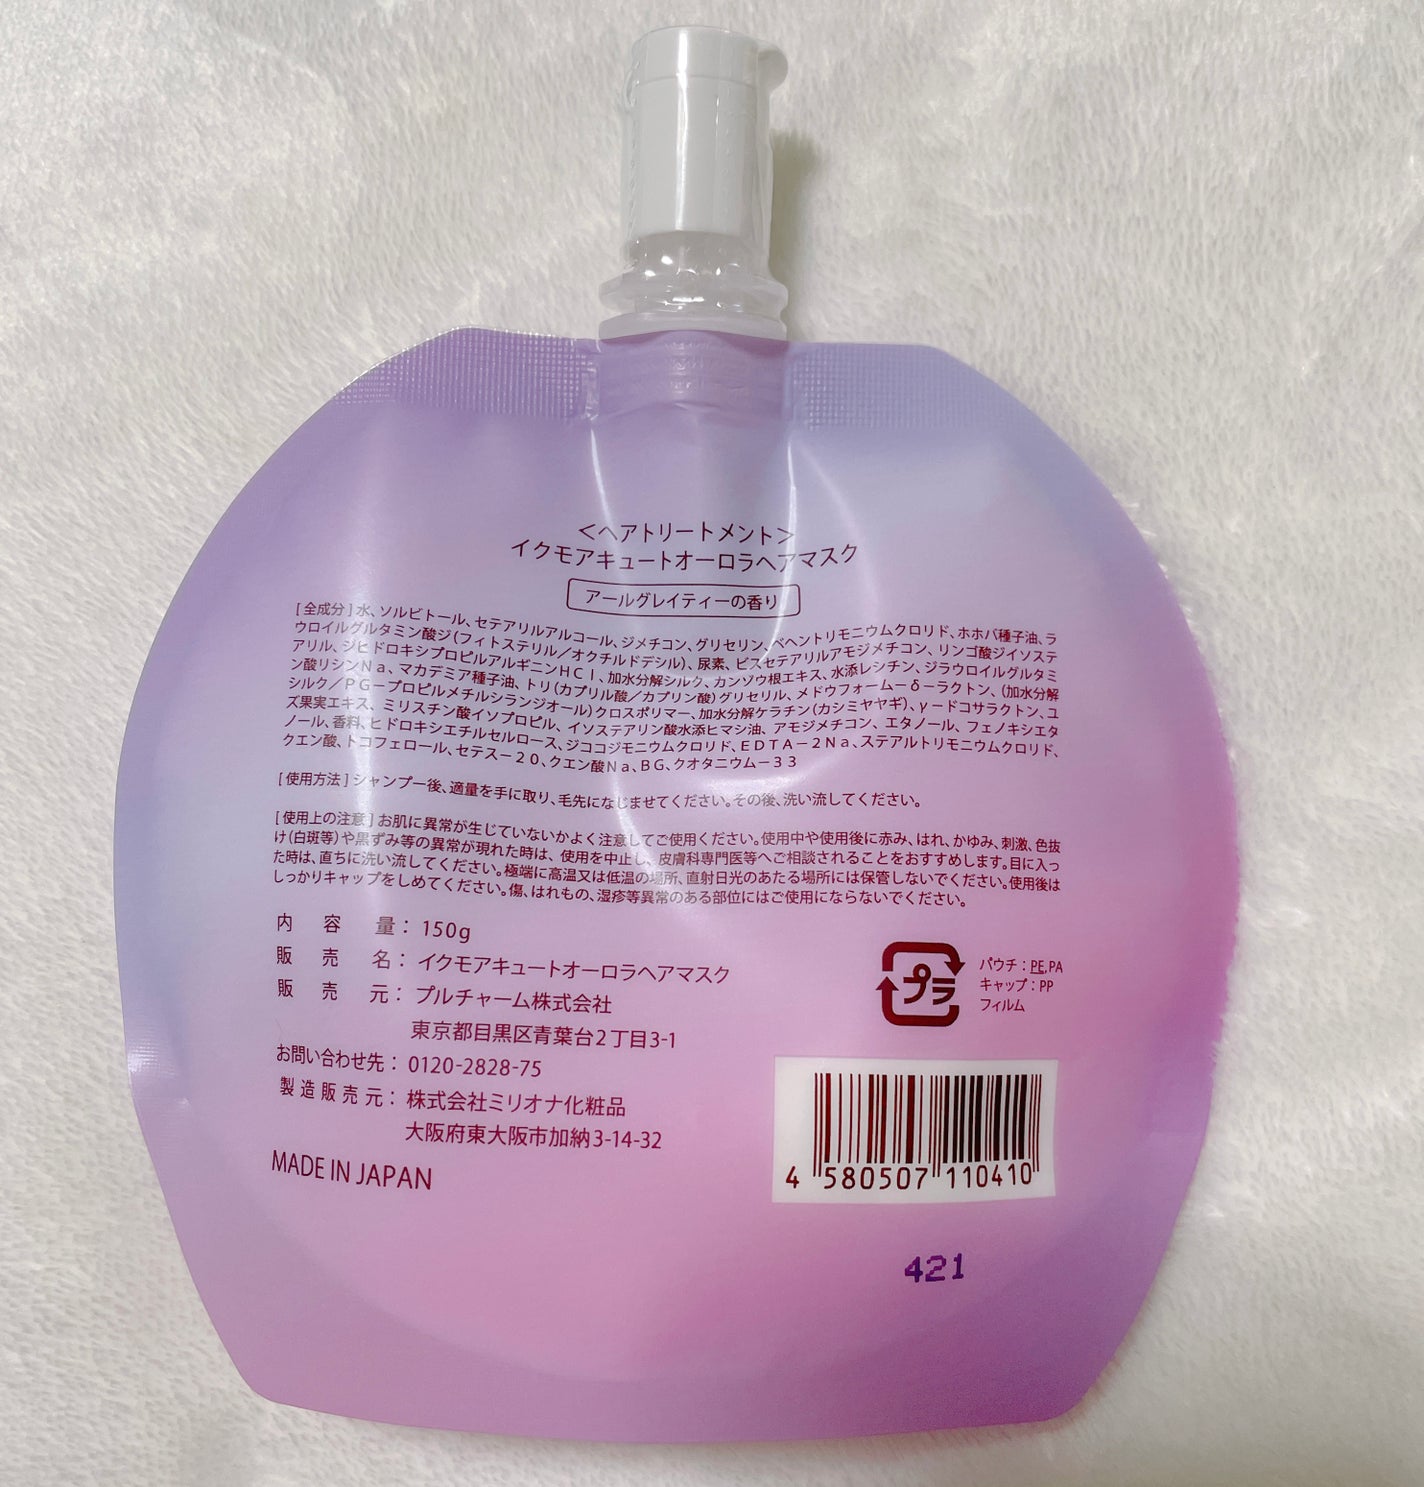 ＜ヘアトリートメント＞
イクモアキュートオーロラヘアマスク
アールグレイティーの香り
[全成分]水、ソルビトール、セテアリルアルコール、ジメチコン、グリセリン、ベヘントリモニウムクロリド、ホホバ種子油、ラ
ウロイルグルタミン酸ジ(フィトステリル／オクチルドデシル)、尿素、ビスセテアリルアモジメチコン、リンゴ酸ジイソステ
アリル、ジヒドロキシプロピルアルギニンＨＣｌ、加水分解シルク、カンゾウ根エキス、水添レシチン、ジラウロイルグルタミ
ン酸リシンＮａ、マカデミア種子油、トリ(カプリル酸／カプリン酸)グリセリル、メドウフォーム－δ－ラクトン、(加水分解
シルク／ＰＧ－プロピルメチルシランジオール)クロスポリマー、加水分解ケラチン(カシミヤヤギ)、γ－ドコサラクトン、ユ
ズ果実エキス、ミリスチン酸イソプロピル、イソステアリン酸水添ヒマシ油、アモジメチコン、エタノール、フェノキシエタ
ノール、香料、ヒドロキシエチルセルロース、ジココジモニウムクロリド、ＥＤＴＡ－２Ｎａ、ステアルトリモニウムクロリド、
クエン酸、トコフェロール、セテス－２０、クエン酸Ｎａ、ＢＧ、クオタニウム－３３
[使用方法]シャンプー後、適量を手に取り、毛先になじませてください。その後、洗い流してください。
[使用上の注意]お肌に異常が生じていないかよく注意してご使用ください。使用中や使用後に赤み、はれ、かゆみ、刺激、色抜
け(白斑等)や黒ずみ等の異常が現れた時は、使用を中止し、皮膚科専門医等へご相談されることをおすすめします。目に入っ
た時は、直ちに洗い流してください。極端に高温又は低温の場所、直射日光のあたる場所には保管しないでください。使用後は
しっかりキャップをしめてください。傷、はれもの、湿疹等異常のある部位にはご使用にならないでください。
内容量：150g
販売名：イクモアキュートオーロラヘアマスク
販売元：プルチャーム株式会社
東京都目黒区青葉台2丁目3-1
お問い合わせ先：0120-2828-75
製造販売元：株式会社ミリオナ化粧品
大阪府東大阪市加納3-14-32
MADE IN JAPAN
プラ
パウチ：PE,PA
キャップ：PP
フィルム
4 580507 110410
421